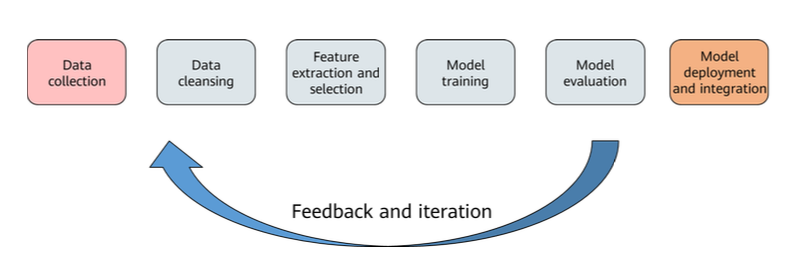 Data
collection
Data
cleansing
Feature
extraction and
selection
Model
training
Model
evaluation
Model
deployment
and integration
Feedback and iteration